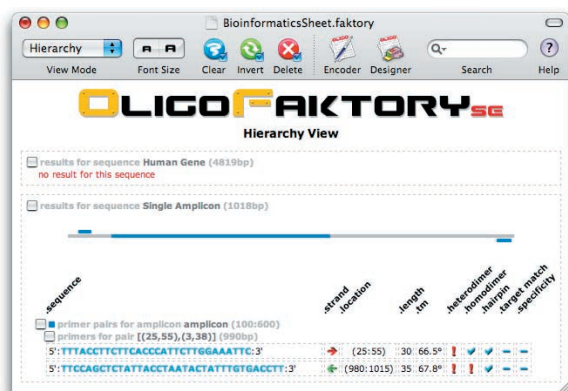 BioinformaticsSheet.faktory
Hierarchy A A Q- ?
View Mode Font Size Clear Invert Delete Encoder Designer Search Help
OLIGOFAKTORY SE
Hierarchy View
results for sequence Human Gene (4819bp)
no result for this sequence
results for sequence Single Amplicon (1018bp)
.sequence .strand .location .length .tm .heterodimer .homodimer .hairpin .target match .specificity
primer pairs for amplicon amplicon (100:600)
primers for pair [(25,55),(3,38)] (990bp)
5':TTTACCTTCTTCACCCATTCTTGGAAATTC:3' (25:55) 30 66.5° ! ✓ ✓ – –
5':TTCCAGCTCTATTACCTAATACTATTTGTGACCTT:3' (980:1015) 35 67.8° ! ! ✓ – –